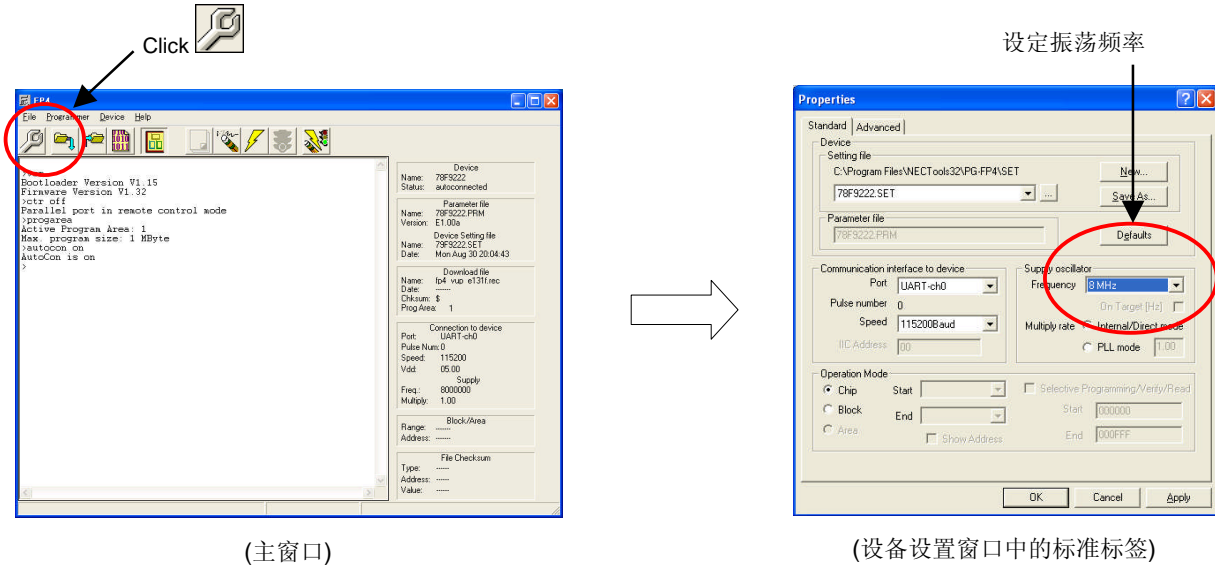 Click
设定振荡频率
FP4
File Programmer Device Help
Bootloader Version V1.15
Firmware Version V1.32
>ctr off
Parallel port in remote control mode
>progarea
Active Program Area: 1
Max. program size: 1 MByte
>autocon on
AutoCon is on
>
Device
Name: 78F9222
Status: autoconnected
Parameter file
Name: 78F9222.PRM
Version: E1.00a
Device Setting file
Name: 79F9222.SET
Date: Mon Aug 30 20:04:43
Download file
Name: fp4 vup e131f.rec
Date: ------
Chksum: $
Prog Area: 1
Connection to device
Port: UART-ch0
Pulse Num: 0
Speed: 115200
Vdd: 05.00
Supply
Freq.: 8000000
Multiply: 1.00
Block/Area
Range: ------
Address: ------
File Checksum
Type: ------
Address: ------
Value: ------
(主窗口)
Properties
Standard Advanced
Device
Setting file
C:\Program Files\NECTools32\PG-FP4\SET
New...
78F9222.SET
...
Save As...
Parameter file
78F9222.PRM
Defaults
Communication interface to device
Port UART-ch0
Pulse number 0
Speed 115200Baud
IIC Address 00
Supply oscillator
Frequency 8 MHz
On Target [Hz]
Multiply rate Internal/Direct mode
PLL mode 1.00
Operation Mode
Chip Start
Block End
Area
Show Address
Selective Programming/Verify/Read
Start 000000
End 000FFF
OK Cancel Apply
(设备设置窗口中的标准标签)